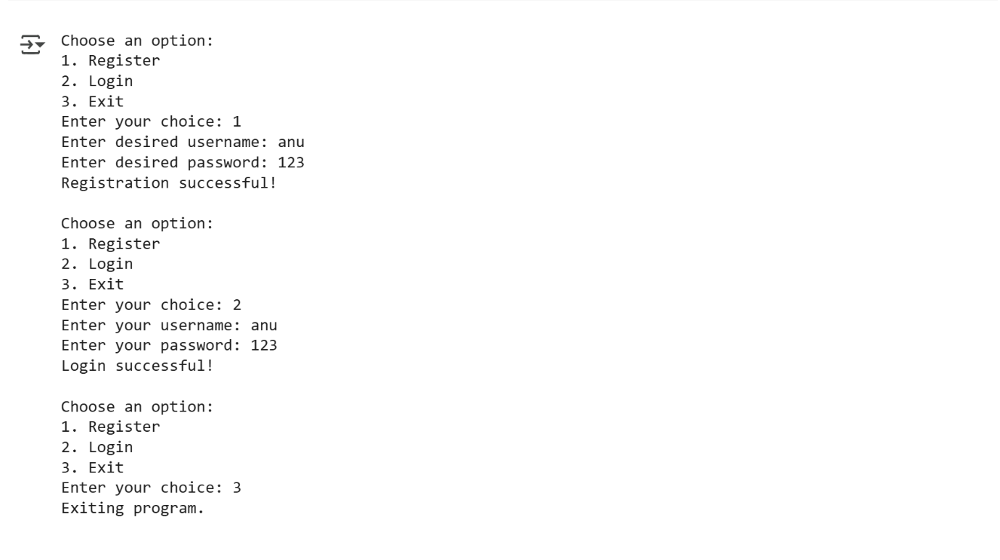 Choose an option:
1. Register
2. Login
3. Exit
Enter your choice: 1
Enter desired username: anu
Enter desired password: 123
Registration successful!
Choose an option:
1. Register
2. Login
3. Exit
Enter your choice: 2
Enter your username: anu
Enter your password: 123
Login successful!
Choose an option:
1. Register
2. Login
3. Exit
Enter your choice: 3
Exiting program.